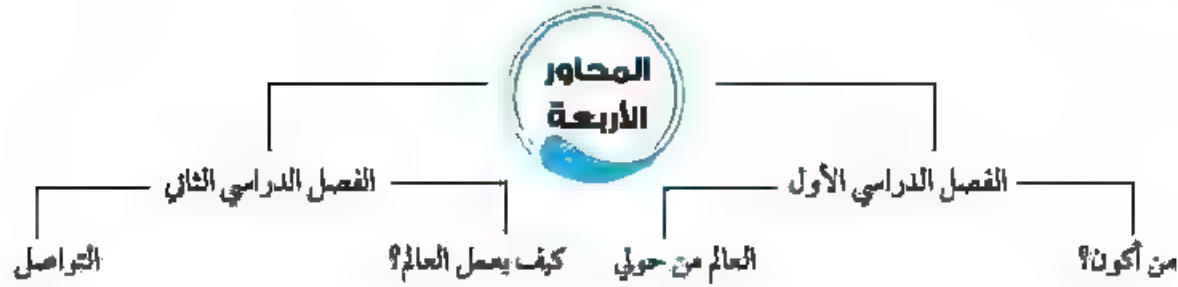 المحاور
الأربعة
الفصل الدراسي الأول
الفصل الدراسي الثاني
من أكون؟
العالم من حولي
كيف يعمل العالم؟
التواصل